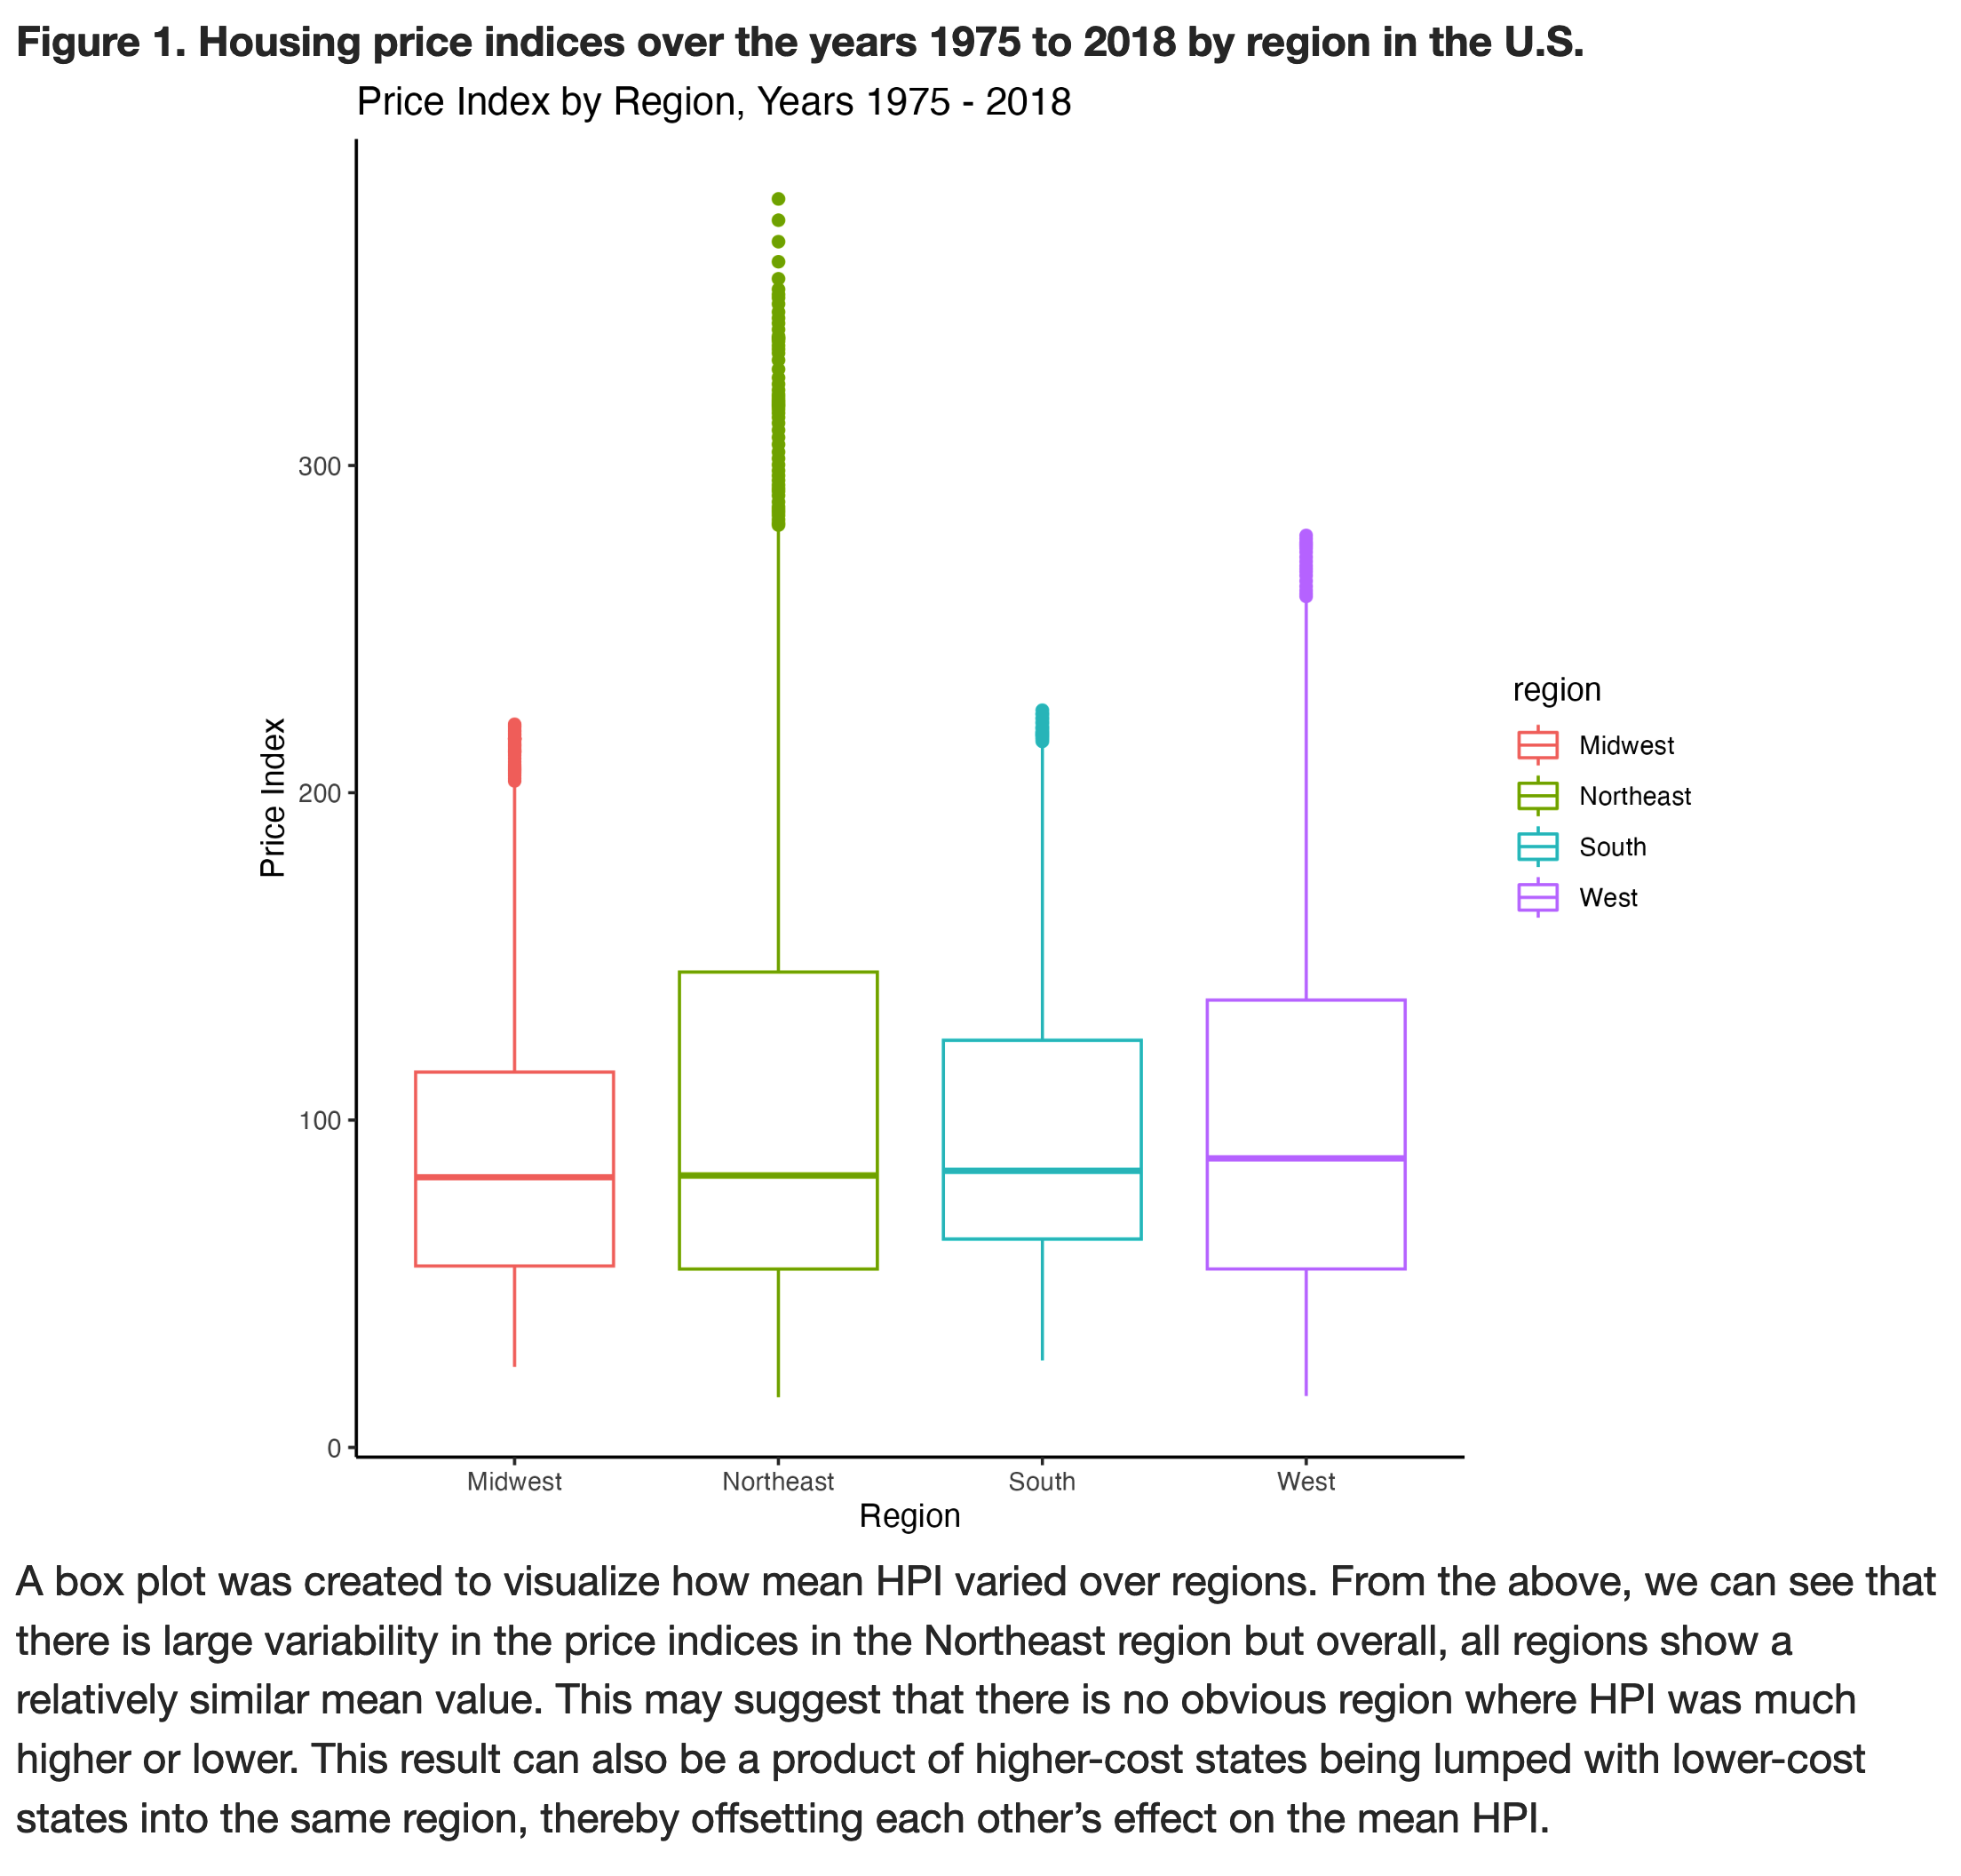 Figure 1. Housing price indices over the years 1975 to 2018 by region in the U.S.
Price Index by Region, Years 1975 - 2018
Price Index
300
200
100
0
Midwest
Northeast
South
West
Region
region
Midwest
Northeast
South
West
A box plot was created to visualize how mean HPI varied over regions. From the above, we can see that
there is large variability in the price indices in the Northeast region but overall, all regions show a
relatively similar mean value. This may suggest that there is no obvious region where HPI was much
higher or lower. This result can also be a product of higher-cost states being lumped with lower-cost
states into the same region, thereby offsetting each other’s effect on the mean HPI.